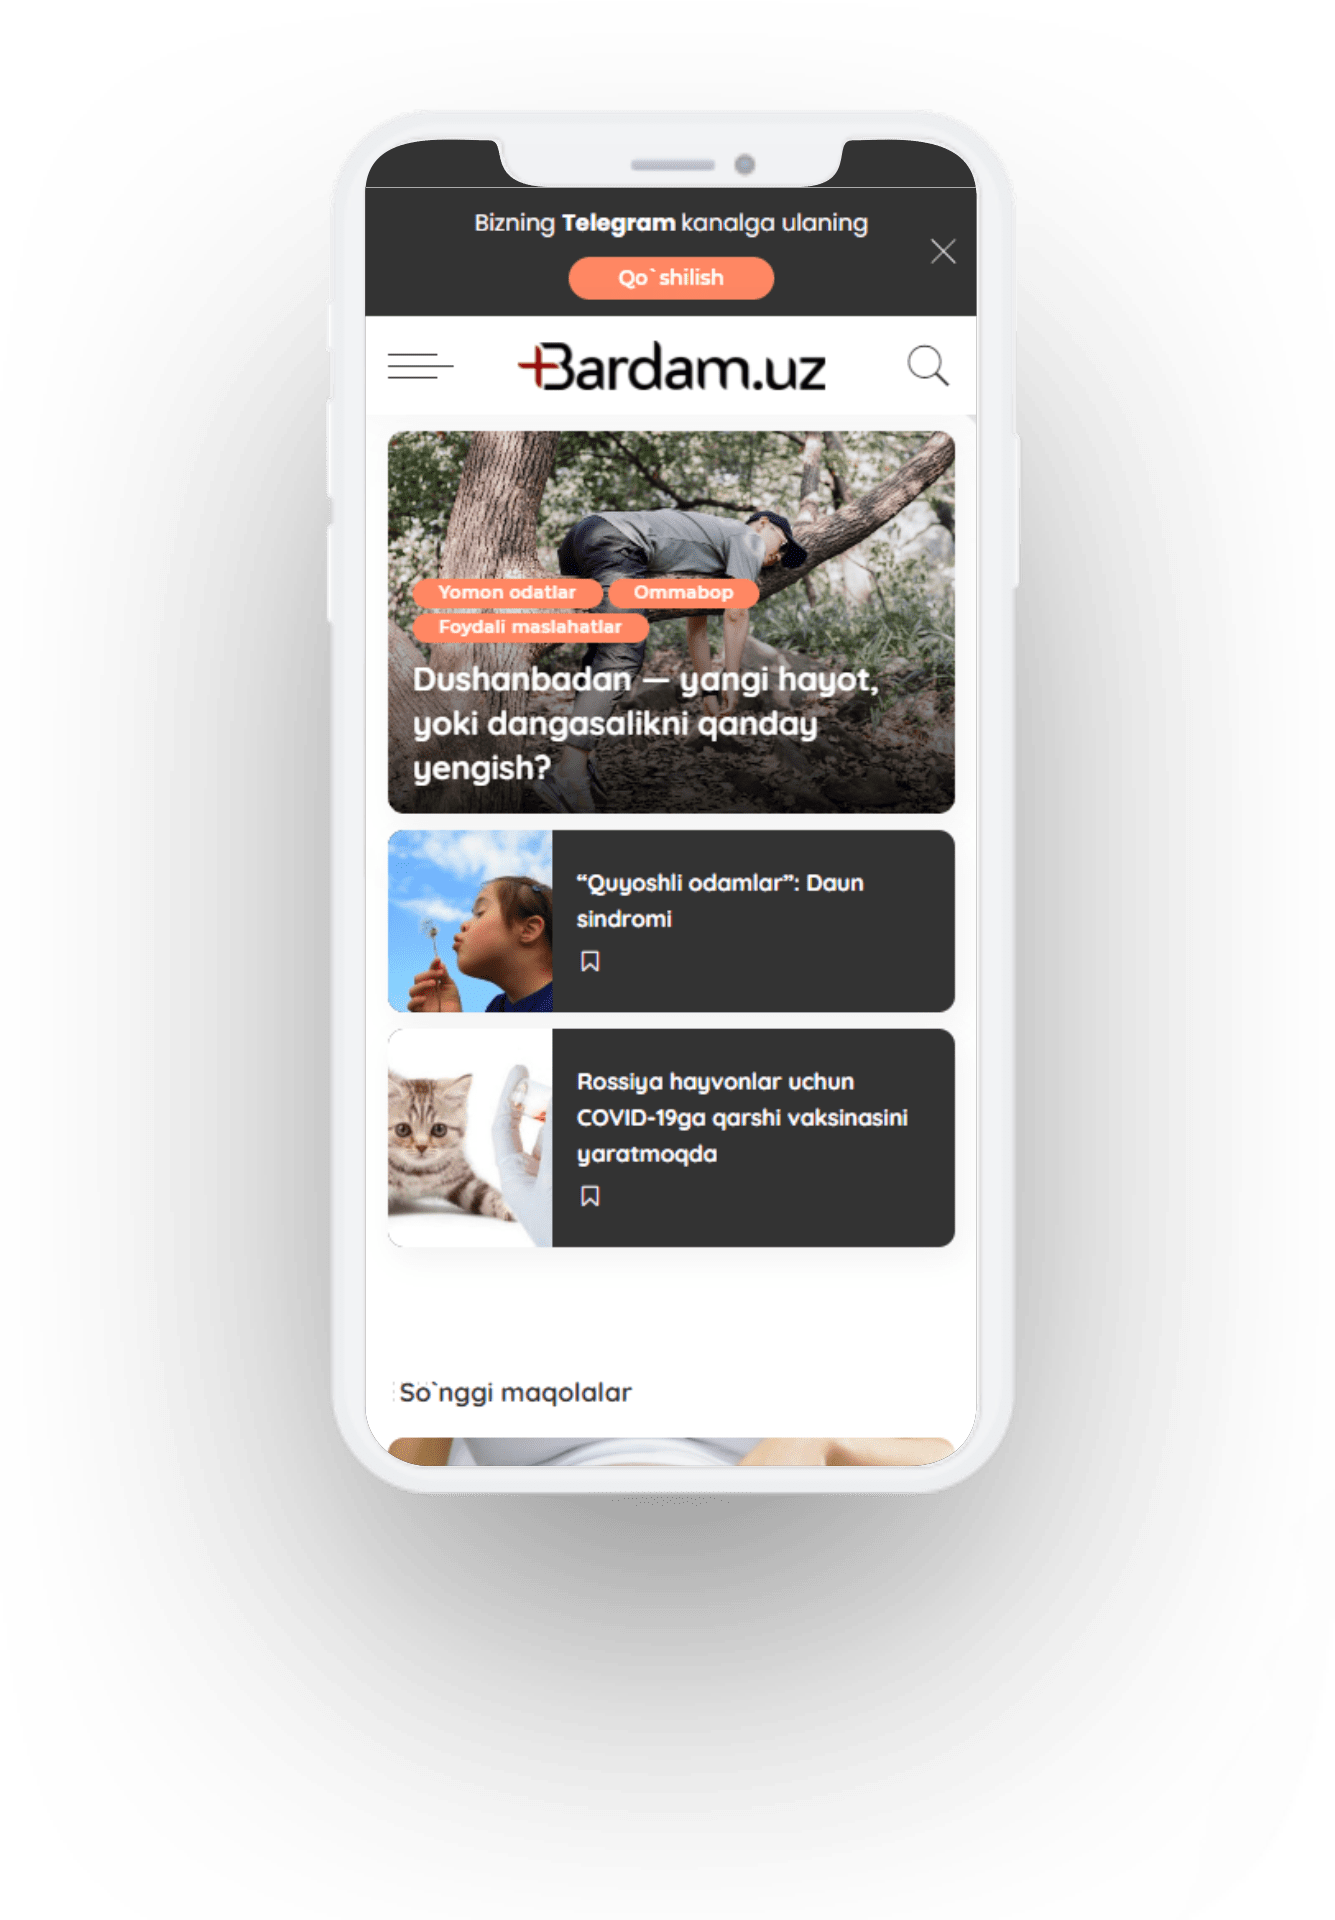 Bizning Telegram kanalga ulaning
Qo`shilish
Bardam.uz
Yomon odatlar
Ommabop
Foydali maslahatlar
Dushanbadan — yangi hayot,
yoki dangasalikni qanday
yengish?
“Quyoshli odamlar”: Daun
sindromi
Rossiya hayvonlar uchun
COVID-19ga qarshi vaksinasini
yaratmoqda
So`nggi maqolalar